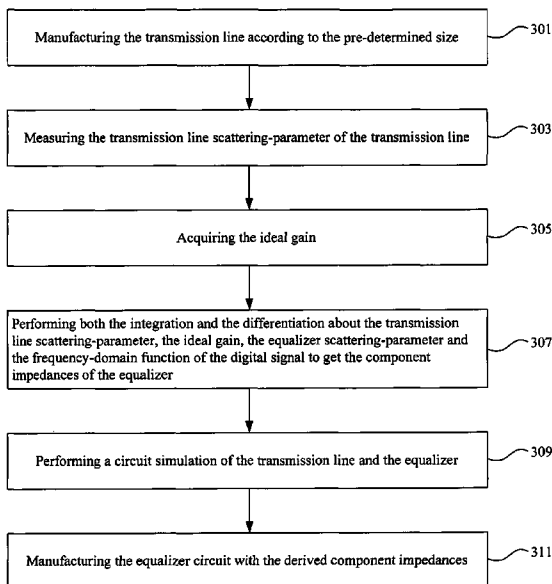 Manufacturing the transmission line according to the pre-determined size
301
Measuring the transmission line scattering-parameter of the transmission line
303
Acquiring the ideal gain
305
Performing both the integration and the differentiation about the transmission
line scattering-parameter, the ideal gain, the equalizer scattering-parameter and
the frequency-domain function of the digital signal to get the component
impedances of the equalizer
307
Performing a circuit simulation of the transmission line and the equalizer
309
Manufacturing the equalizer circuit with the derived component impedances
311